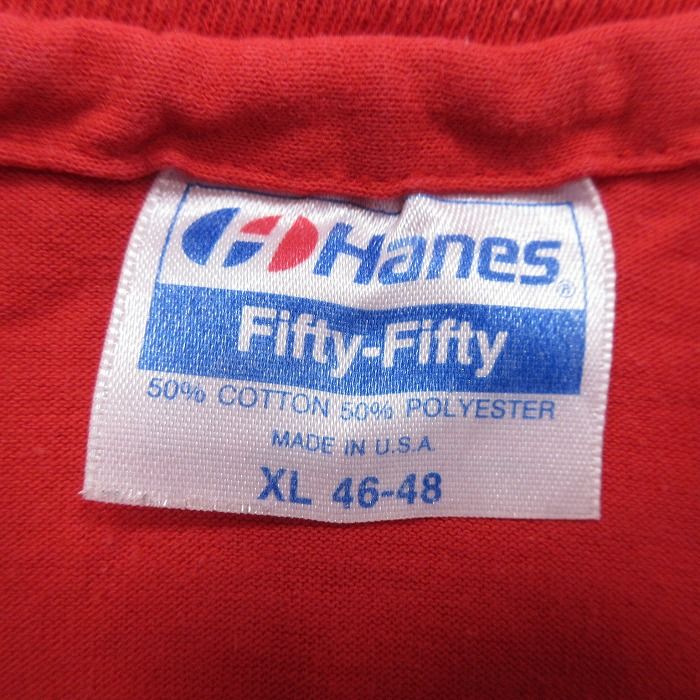 Hanes®
Fifty-Fifty
50% COTTON 50% POLYESTER
MADE IN U.S.A.
XL 46-48